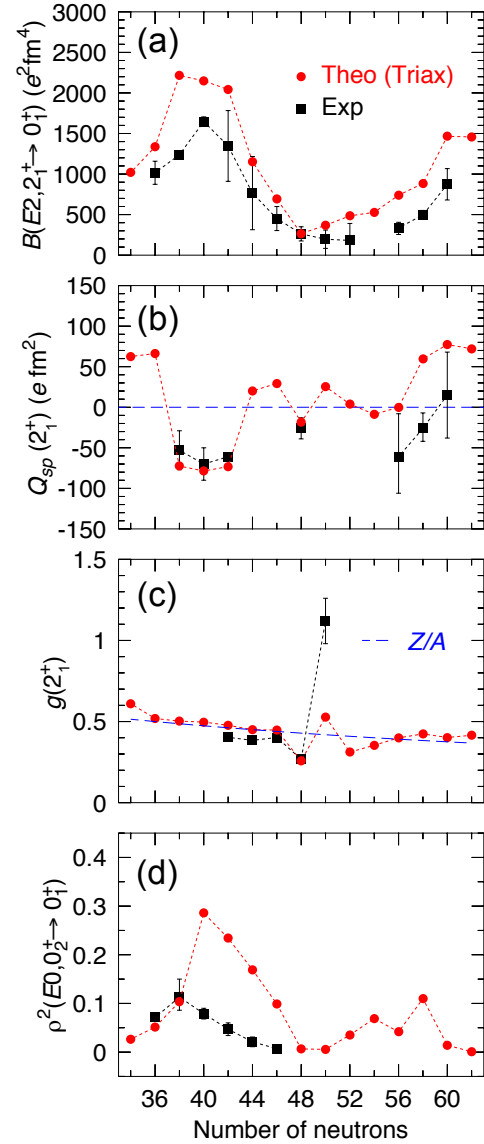 (a)
Theo (Triax)
Exp
B(E2,2₁⁺→ 0₁⁺) (e²fm⁴)
3000
2500
2000
1500
1000
500
0
(b)
Q_sp (2₁⁺) (e fm²)
150
100
50
0
-50
-100
-150
(c)
Z/A
g(2₁⁺)
1.5
1
0.5
0
(d)
ρ²(E0,0₂⁺→ 0₁⁺)
0.4
0.3
0.2
0.1
0
36 40 44 48 52 56 60
Number of neutrons